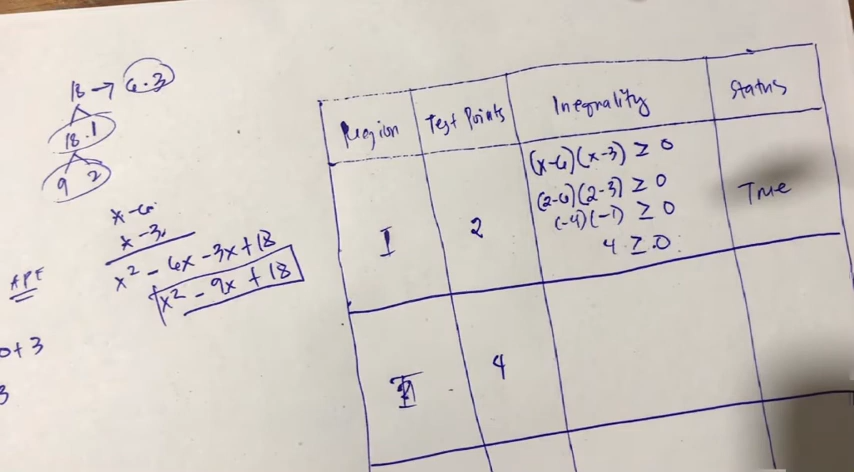 18 → 6.3
18.1
9 2
x-6
x-3
x² - 6x - 3x + 18
x² - 9x + 18
0+3
3
Region Test Points Inequality Status
I 2 (x-6)(x-3) ≥ 0 True
(2-6)(2-3) ≥ 0
(-4)(-1) ≥ 0
4 ≥ 0
II 4